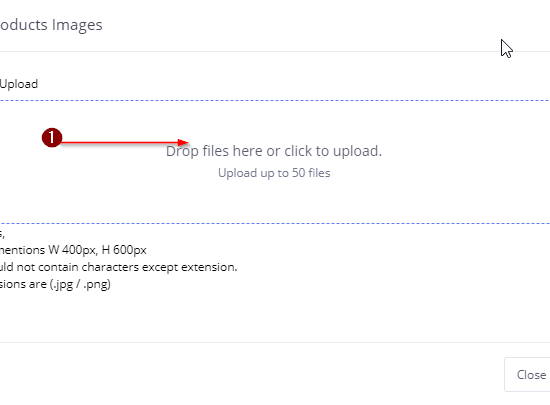 oducts Images
Upload
1
Drop files here or click to upload.
Upload up to 50 files
s,
mentions W 400px, H 600px
uld not contain characters except extension.
sions are (.jpg / .png)
Close